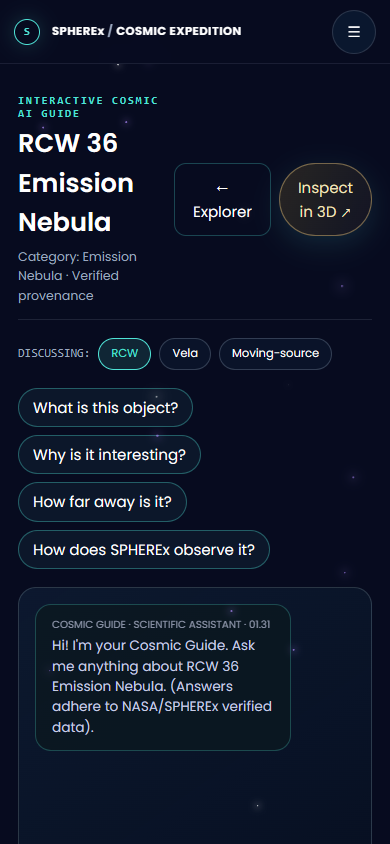 S SPHEREx / COSMIC EXPEDITION ☰
INTERACTIVE COSMIC
AI GUIDE
RCW 36
Emission
Nebula
Category: Emission
Nebula · Verified
provenance
←
Explorer
Inspect
in 3D ↗
DISCUSSING: RCW Vela Moving-source
What is this object?
Why is it interesting?
How far away is it?
How does SPHEREx observe it?
COSMIC GUIDE · SCIENTIFIC ASSISTANT · 01.31
Hi! I'm your Cosmic Guide. Ask
me anything about RCW 36
Emission Nebula. (Answers
adhere to NASA/SPHEREx verified
data).